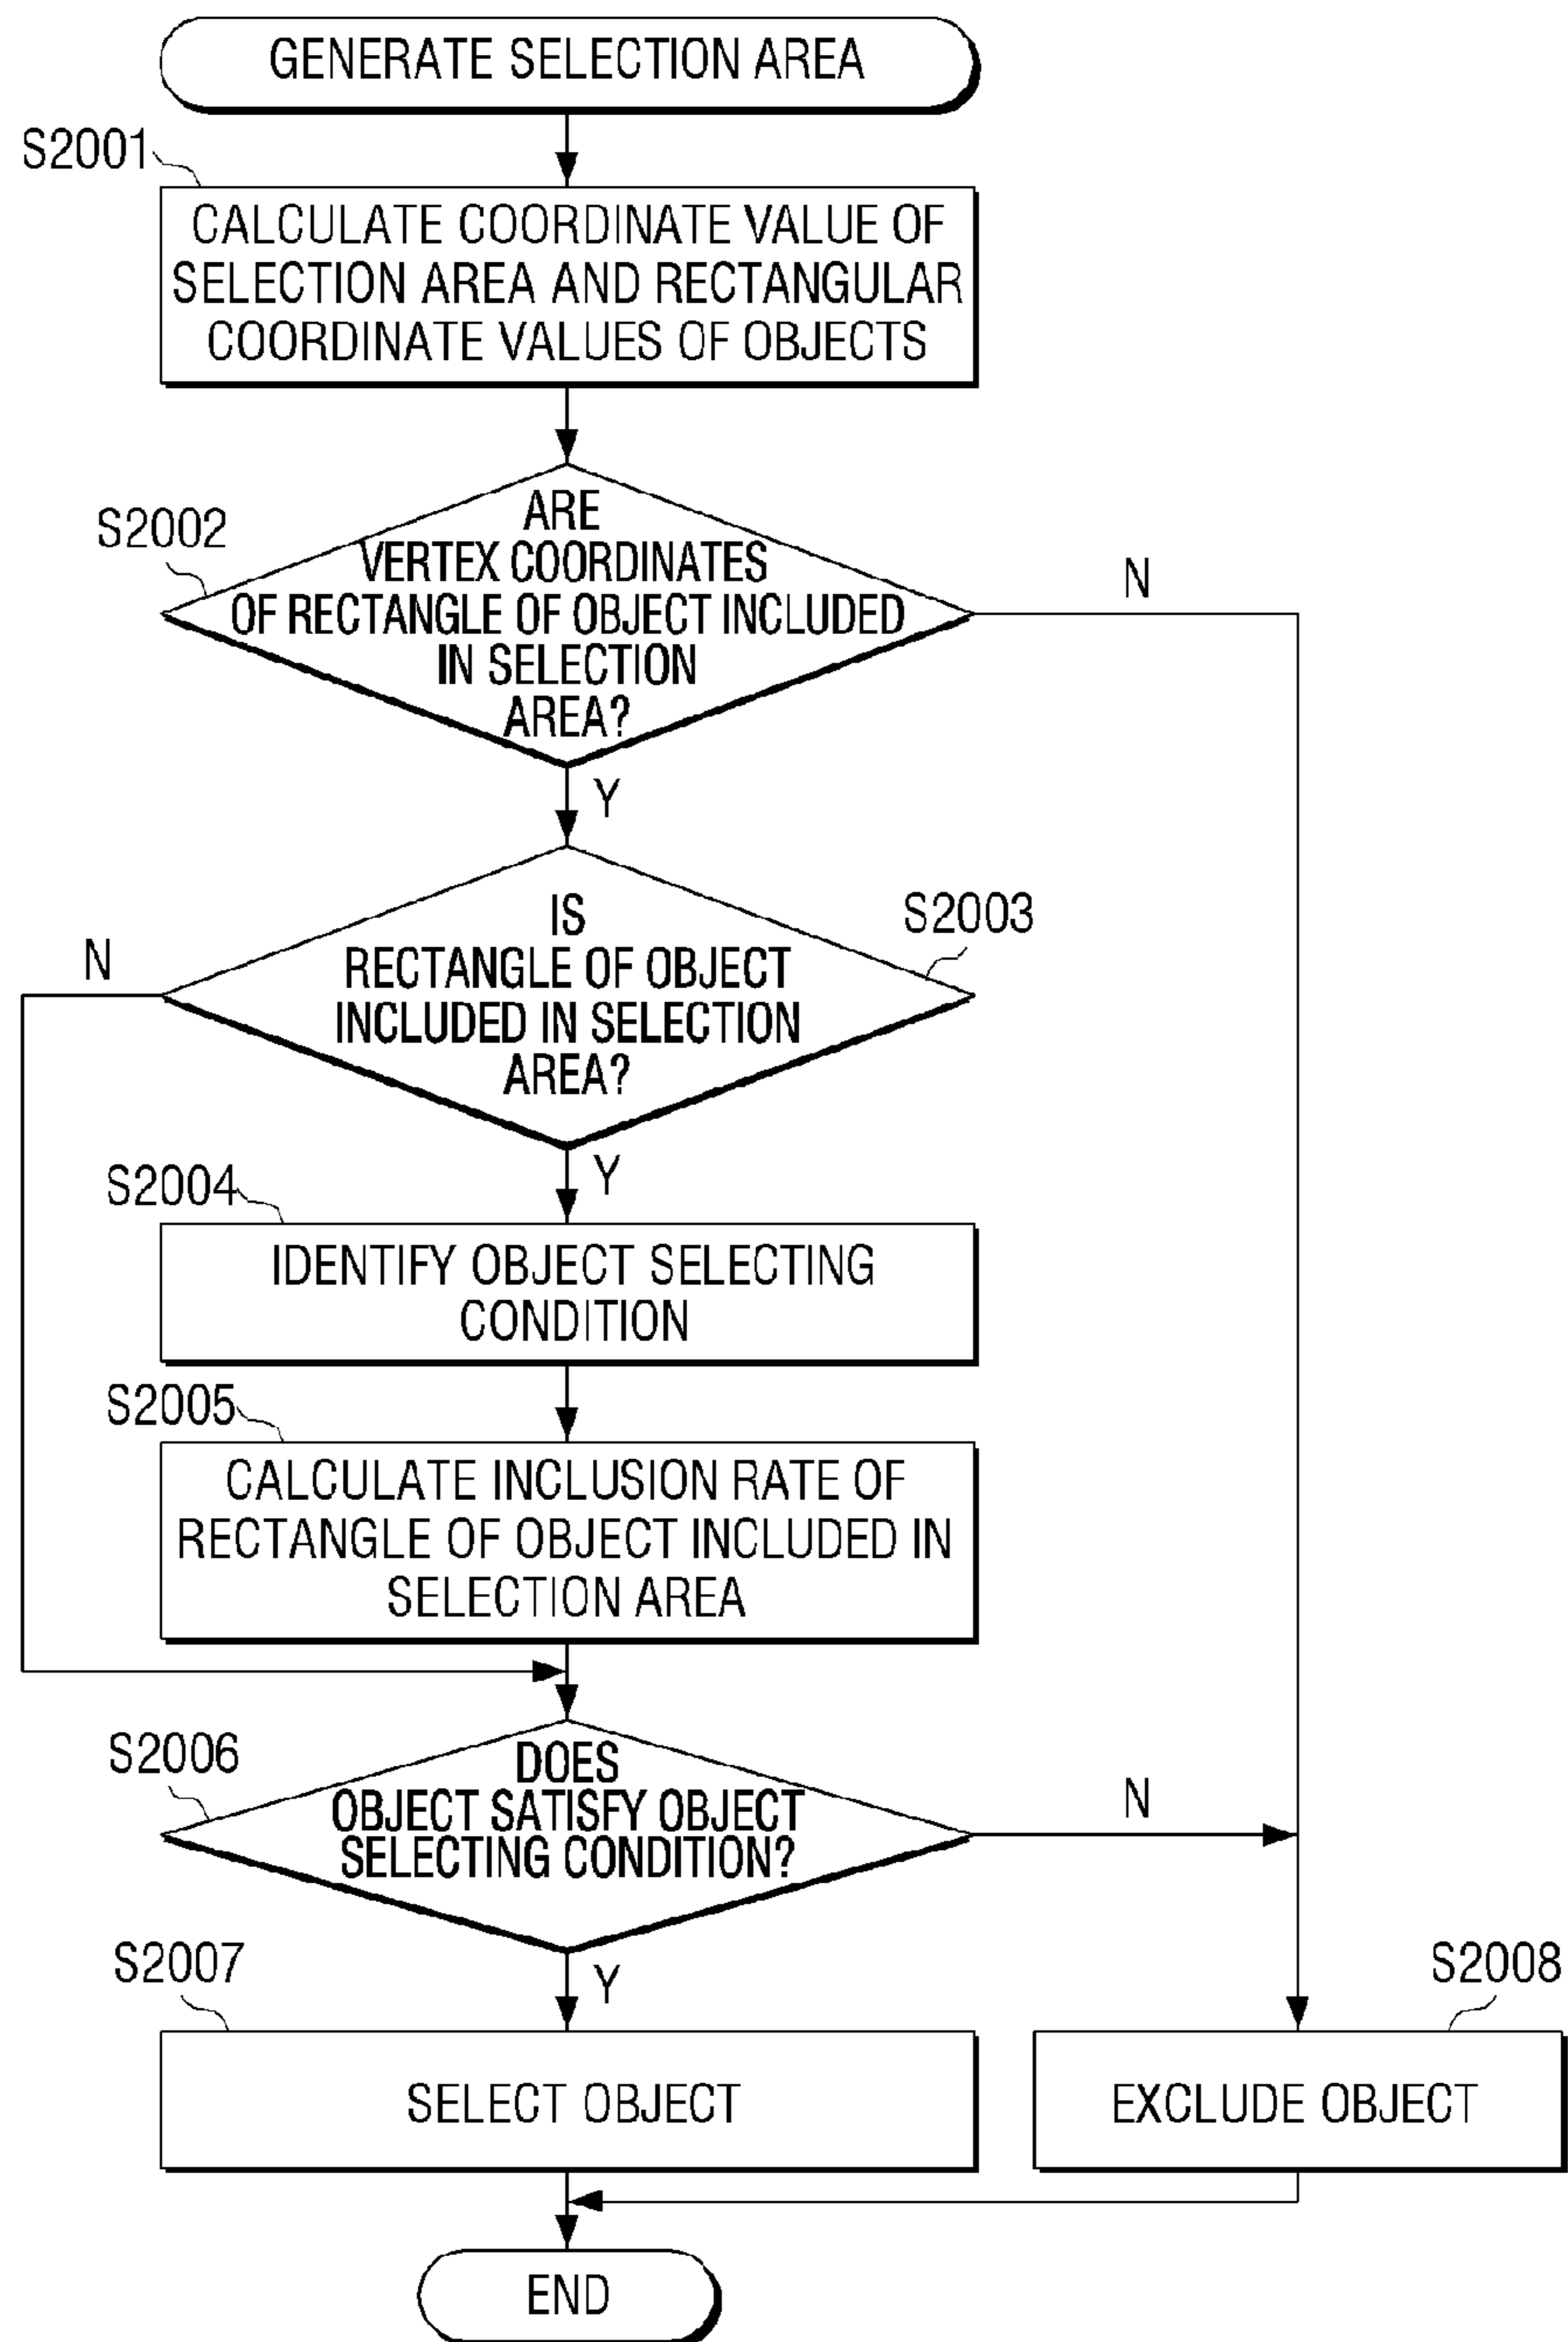 GENERATE SELECTION AREA
S2001
CALCULATE COORDINATE VALUE OF
SELECTION AREA AND RECTANGULAR
COORDINATE VALUES OF OBJECTS
S2002
ARE
VERTEX COORDINATES
OF RECTANGLE OF OBJECT INCLUDED
IN SELECTION
AREA?
N
Y
S2003
IS
RECTANGLE OF OBJECT
INCLUDED IN SELECTION
AREA?
N
Y
S2004
IDENTIFY OBJECT SELECTING
CONDITION
S2005
CALCULATE INCLUSION RATE OF
RECTANGLE OF OBJECT INCLUDED IN
SELECTION AREA
S2006
DOES
OBJECT SATISFY OBJECT
SELECTING CONDITION?
N
Y
S2007
SELECT OBJECT
S2008
EXCLUDE OBJECT
END